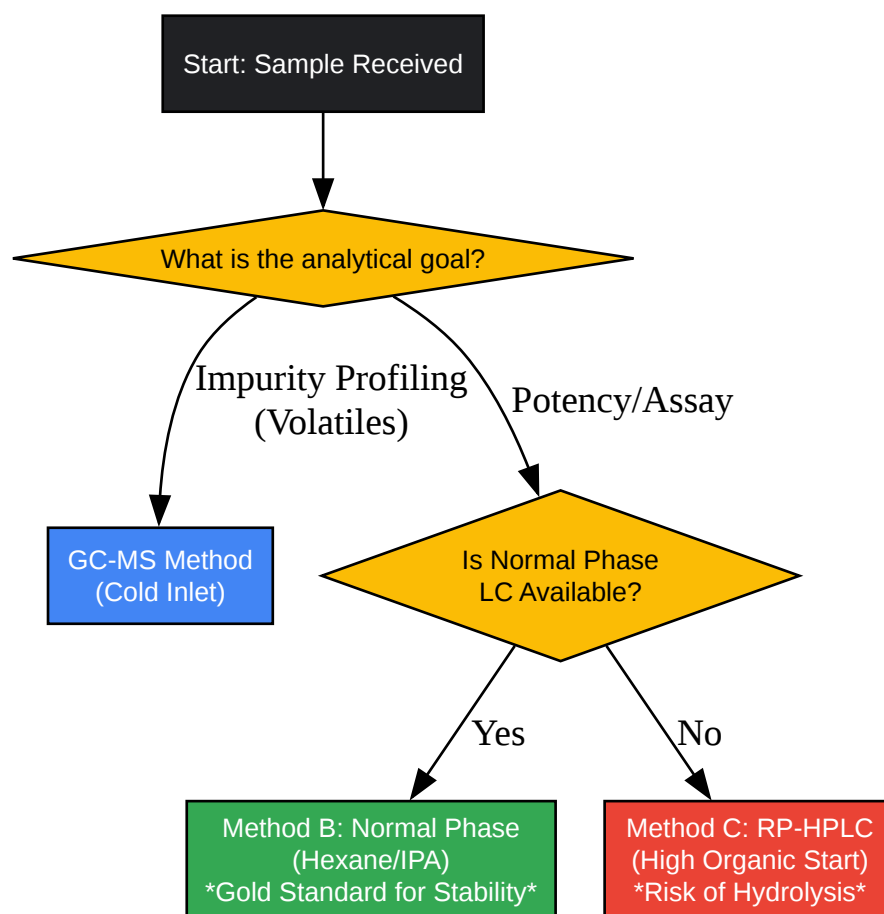 Start: Sample Received
What is the analytical goal?
Impurity Profiling
(Volatiles)
Potency/Assay
GC-MS Method
(Cold Inlet)
Is Normal Phase
LC Available?
Yes
No
Method B: Normal Phase
(Hexane/IPA)
*Gold Standard for Stability*
Method C: RP-HPLC
(High Organic Start)
*Risk of Hydrolysis*